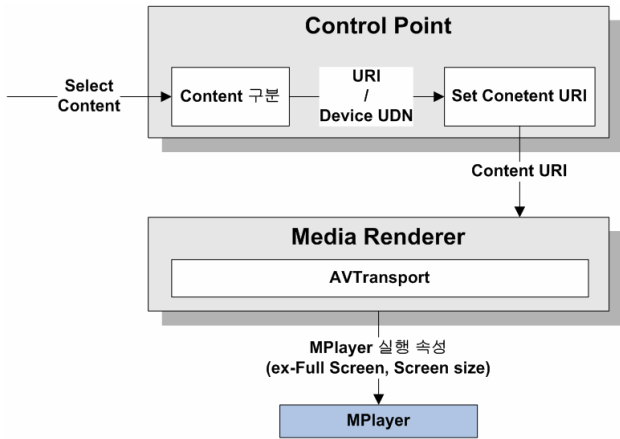 Control Point
Select
Content
Content 구분
URI
/
Device UDN
Set Conetent URI
Content URI
Media Renderer
AVTransport
MPlayer 실행 속성
(ex-Full Screen, Screen size)
MPlayer